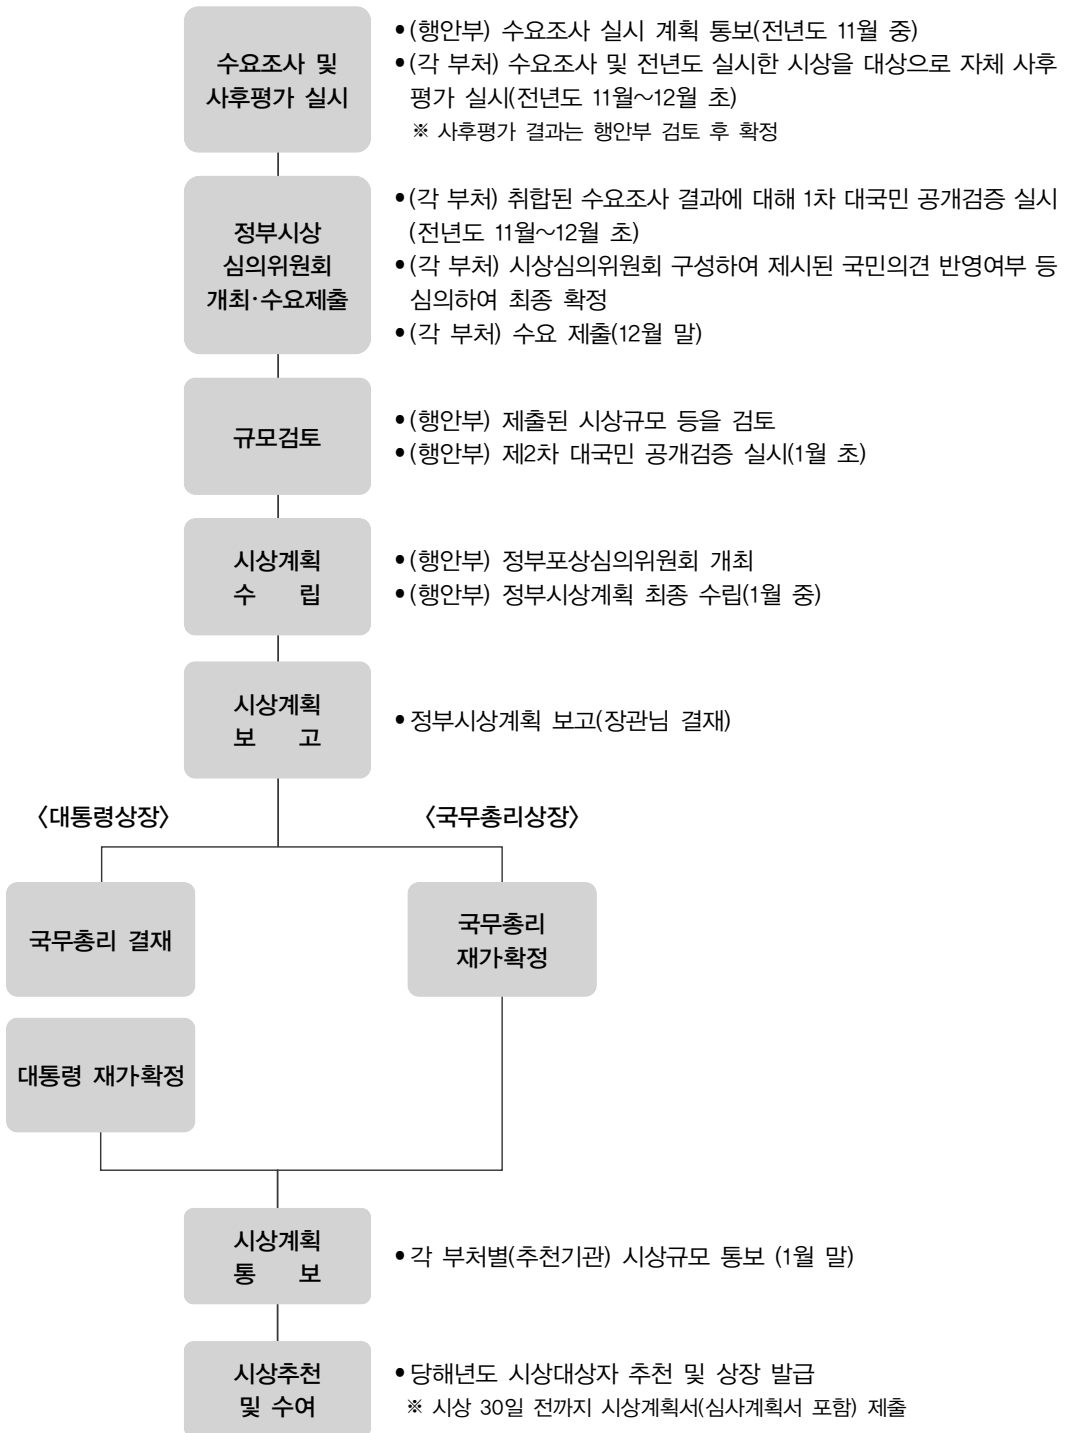 수요조사 및
사후평가 실시
•(행안부) 수요조사 실시 계획 통보(전년도 11월 중)
•(각 부처) 수요조사 및 전년도 실시한 시상을 대상으로 자체 사후
평가 실시(전년도 11월~12월 초)
※ 사후평가 결과는 행안부 검토 후 확정
정부시상
심의위원회
개최·수요제출
•(각 부처) 취합된 수요조사 결과에 대해 1차 대국민 공개검증 실시
(전년도 11월~12월 초)
•(각 부처) 시상심의위원회 구성하여 제시된 국민의견 반영여부 등
심의하여 최종 확정
•(각 부처) 수요 제출(12월 말)
규모검토
•(행안부) 제출된 시상규모 등을 검토
•(행안부) 제2차 대국민 공개검증 실시(1월 초)
시상계획
수 립
•(행안부) 정부포상심의위원회 개최
•(행안부) 정부시상계획 최종 수립(1월 중)
시상계획
보 고
•정부시상계획 보고(장관님 결재)
〈대통령상장〉 〈국무총리상장〉
국무총리 결재
국무총리
재가·확정
대통령 재가·확정
시상계획
통 보
•각 부처별(추천기관) 시상규모 통보 (1월 말)
시상추천
및 수여
•당해년도 시상대상자 추천 및 상장 발급
※ 시상 30일 전까지 시상계획서(심사계획서 포함) 제출